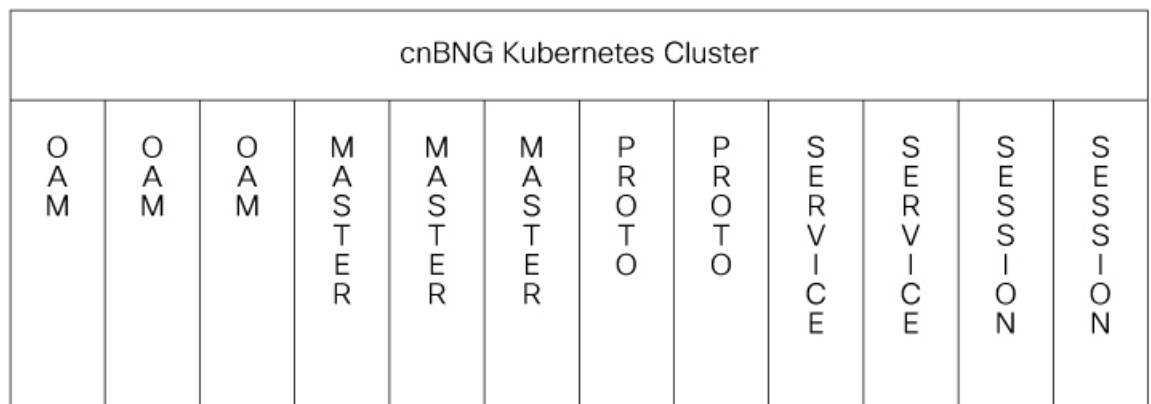 cnBNG Kubernetes Cluster
OAM
OAM
OAM
MASTER
MASTER
MASTER
PROTO
PROTO
SERVICE
SERVICE
SESSION
SESSION